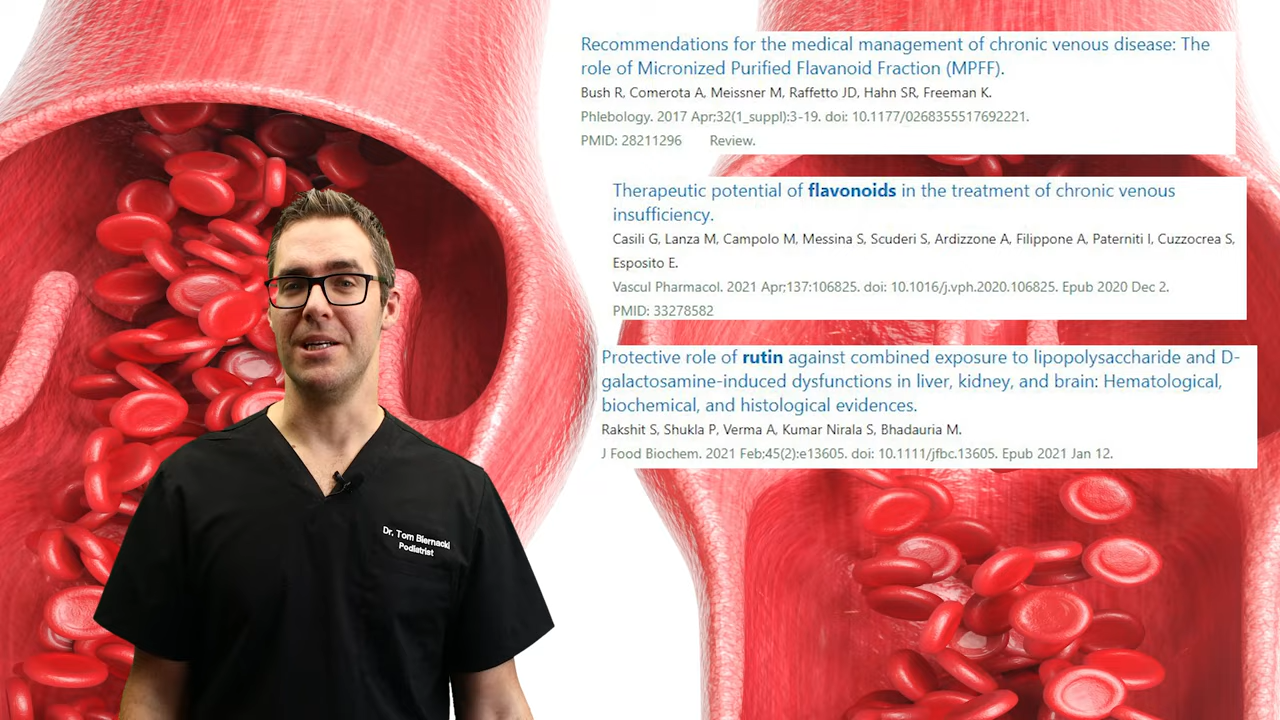 Recommendations for the medical management of chronic venous disease: The
role of Micronized Purified Flavanoid Fraction (MPFF).
Bush R, Comerota A, Meissner M, Raffetto JD, Hahn SR, Freeman K.
Phlebology. 2017 Apr;32(1_suppl):3-19. doi: 10.1177/0268355517692221.
PMID: 28211296 Review.
Therapeutic potential of flavonoids in the treatment of chronic venous
insufficiency.
Casili G, Lanza M, Campolo M, Messina S, Scuderi S, Ardizzone A, Filippone A, Paterniti I, Cuzzocrea S,
Esposito E.
Vascul Pharmacol. 2021 Apr;137:106825. doi: 10.1016/j.vph.2020.106825. Epub 2020 Dec 2.
PMID: 33278582
Protective role of rutin against combined exposure to lipopolysaccharide and D-
galactosamine-induced dysfunctions in liver, kidney, and brain: Hematological,
biochemical, and histological evidences.
Rakshit S, Shukla P, Verma A, Kumar Nirala S, Bhadauria M.
J Food Biochem. 2021 Feb;45(2):e13605. doi: 10.1111/jfbc.13605. Epub 2021 Jan 12.
Dr. Tom Biernacki
Podiatrist